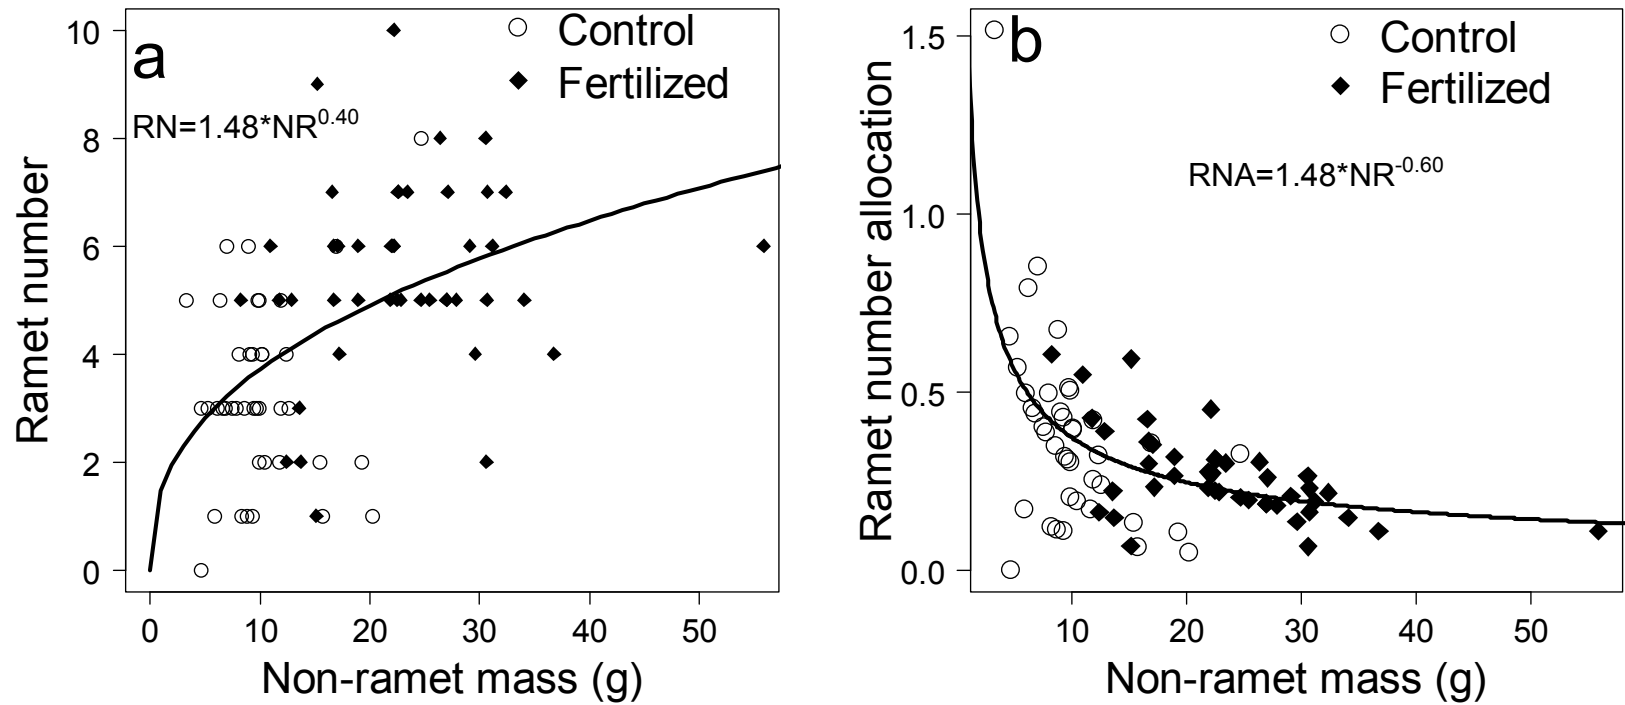 a
Control
Fertilized
RN=1.48*NR^0.40
Ramet number
10
8
6
4
2
0
0 10 20 30 40 50
Non-ramet mass (g)
b
Control
Fertilized
RNA=1.48*NR^-0.60
Ramet number allocation
1.5
1.0
0.5
0.0
10 20 30 40 50
Non-ramet mass (g)